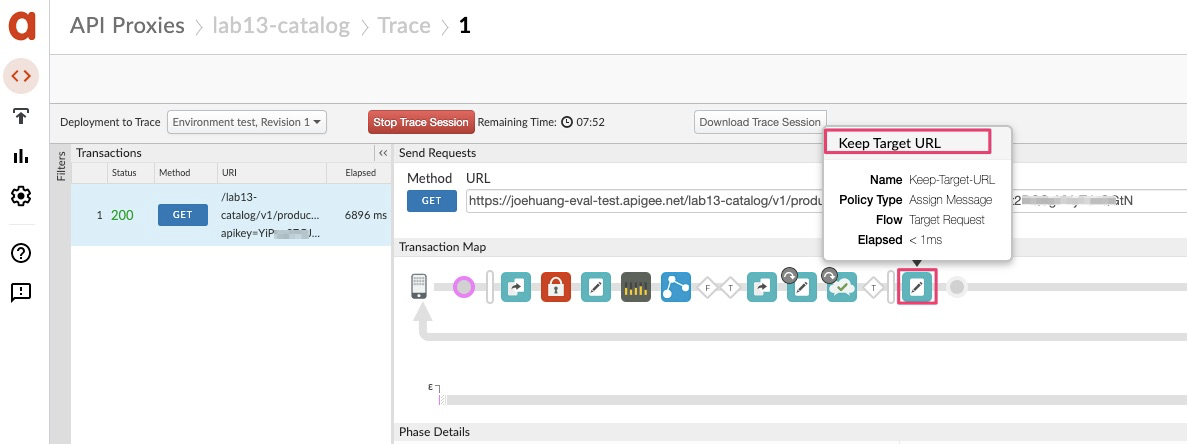 API Proxies > lab13-catalog > Trace > 1
Deployment to Trace Environment test, Revision 1 Stop Trace Session Remaining Time: 07:52 Download Trace Session
Filters
Transactions <<
Status Method URI Elapsed
1 200 GET /lab13-catalog/v1/produc... apikey=YiP 6896 ms
Send Requests
Method URL
GET https://joehuang-eval-test.apigee.net/lab13-catalog/v1/produ GtN
Keep Target URL
Name Keep-Target-URL
Policy Type Assign Message
Flow Target Request
Elapsed < 1ms
Transaction Map
F T T
ε
Phase Details